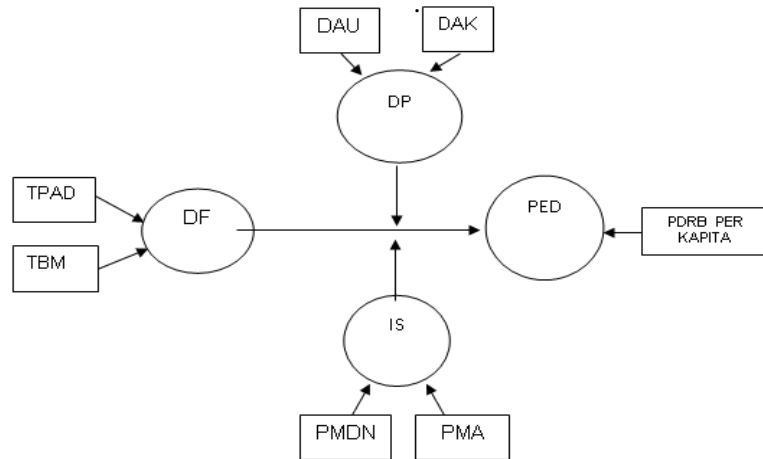 DAU
DAK
DP
TPAD
DF
PED
PDRB PER
KAPITA
TBM
IS
PMDN
PMA